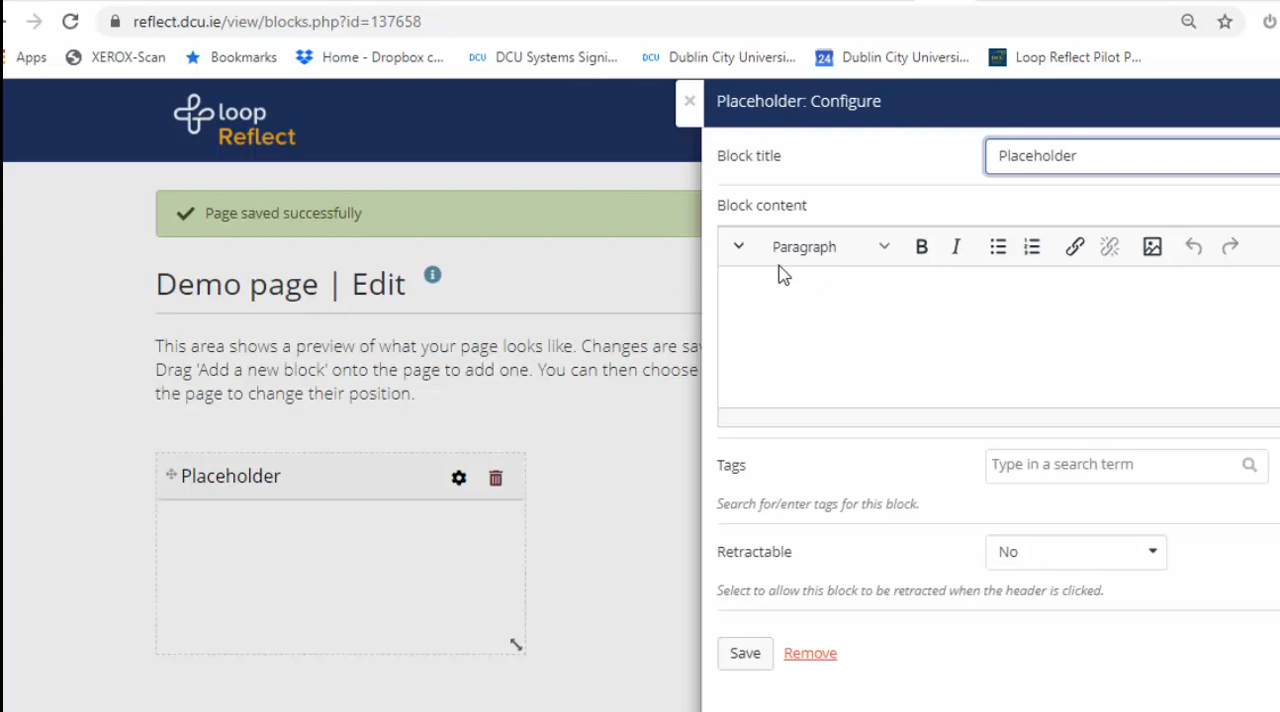 reflect.dcu.ie/view/blocks.php?id=137658
Apps XEROX-Scan Bookmarks Home - Dropbox c... DCU DCU Systems Signi... DCU Dublin City Universi... 24 Dublin City Universi... Loop Reflect Pilot P...
loop
Reflect
Placeholder: Configure
Page saved successfully
Demo page | Edit
This area shows a preview of what your page looks like. Changes are sa
Drag 'Add a new block' onto the page to add one. You can then choose
the page to change their position.
Placeholder
Block title Placeholder
Block content
Paragraph B I
Tags Type in a search term
Search for/enter tags for this block.
Retractable No
Select to allow this block to be retracted when the header is clicked.
Save Remove